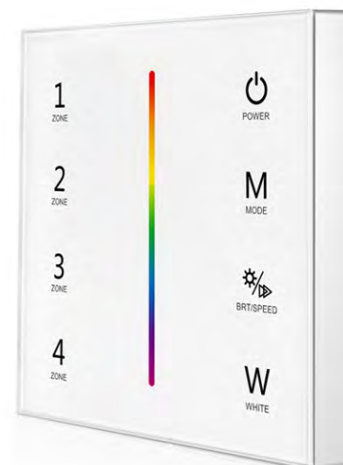 1
ZONE
2
ZONE
3
ZONE
4
ZONE
POWER
M
MODE
BRT/SPEED
W
WHITE